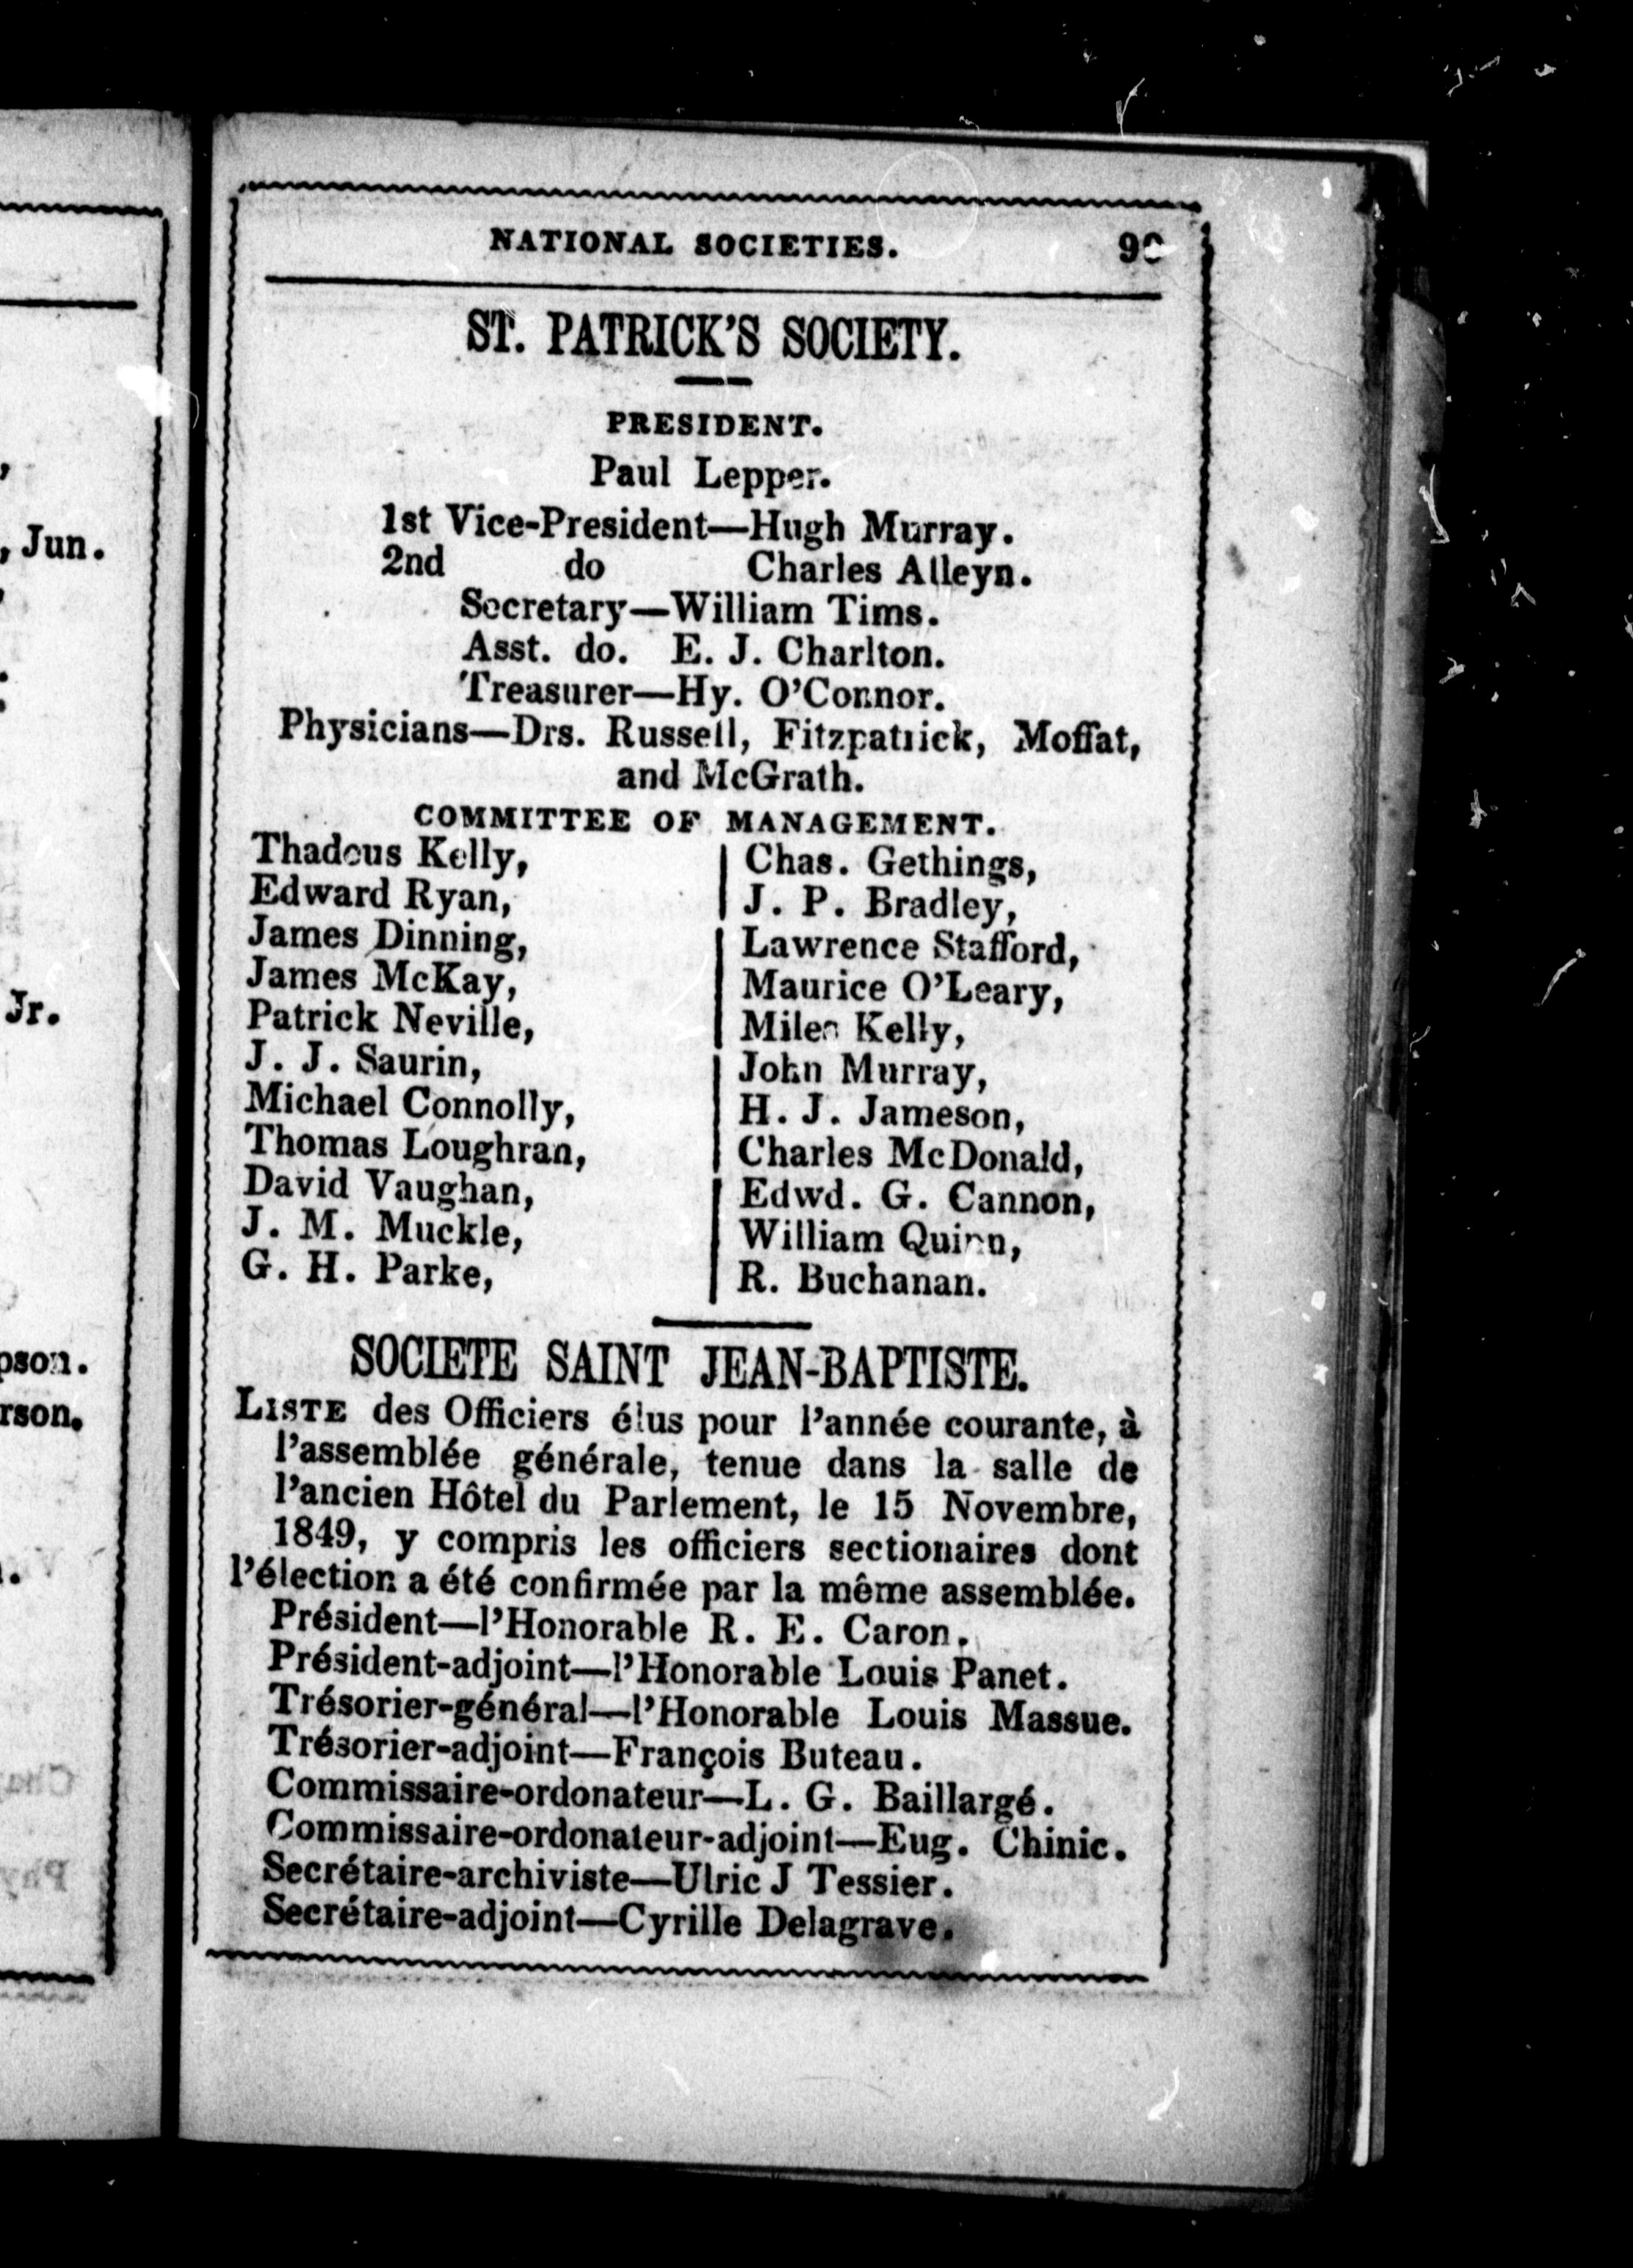 NATIONAL SOCIETIES.
ST. PATRICK'S SOCIETY.
PRESIDENT.
Paul Lepper.
1st Vice-President—Hugh Murray.
2nd do Charles Alleyn.
Secretary—William Tims.
Asst. do. E. J. Charlton.
Treasurer—Hy. O'Connor.
Physicians—Drs. Russell, Fitzpatrick, Moffat,
and McGrath.
COMMITTEE OF MANAGEMENT.
Thadeus Kelly,
Edward Ryan,
James Dinning,
James McKay,
Patrick Neville,
J. J. Saurin,
Michael Connolly,
Thomas Loughran,
David Vaughan,
J. M. Muckle,
G. H. Parke,
Chas. Gethings,
J. P. Bradley,
Lawrence Stafford,
Maurice O'Leary,
Miles Kelly,
John Murray,
H. J. Jameson,
Charles McDonald,
Edwd. G. Cannon,
William Quinn,
R. Buchanan.
SOCIETE SAINT JEAN-BAPTISTE.
LISTE des Officiers élus pour l'année courante, à
l'assemblée générale, tenue dans la salle de
l'ancien Hôtel du Parlement, le 15 Novembre,
1849, y compris les officiers sectionaires dont
l'élection a été confirmée par la même assemblée.
Président—l'Honorable R. E. Caron.
Président-adjoint—l'Honorable Louis Panet.
Trésorier-général—l'Honorable Louis Massue.
Trésorier-adjoint—François Buteau.
Commissaire-ordonateur—L. G. Baillargé.
Commissaire-ordonateur-adjoint—Eug. Chinic.
Secrétaire-archiviste—Ulric J Tessier.
Secrétaire-adjoint—Cyrille Delagrave.
, Jun.
Jr.